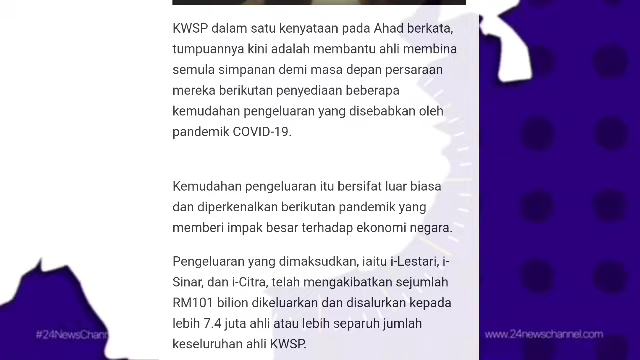 KWSP dalam satu kenyataan pada Ahad berkata,
tumpuannya kini adalah membantu ahli membina
semula simpanan demi masa depan persaraan
mereka berikutan penyediaan beberapa
kemudahan pengeluaran yang disebabkan oleh
pandemik COVID-19.
Kemudahan pengeluaran itu bersifat luar biasa
dan diperkenalkan berikutan pandemik yang
memberi impak besar terhadap ekonomi negara.
Pengeluaran yang dimaksudkan, iaitu i-Lestari, i-
Sinar, dan i-Citra, telah mengakibatkan sejumlah
RM101 bilion dikeluarkan dan disalurkan kepada
lebih 7.4 juta ahli atau lebih separuh jumlah
keseluruhan ahli KWSP.
#24NewsChann
www.24newschannel.com/